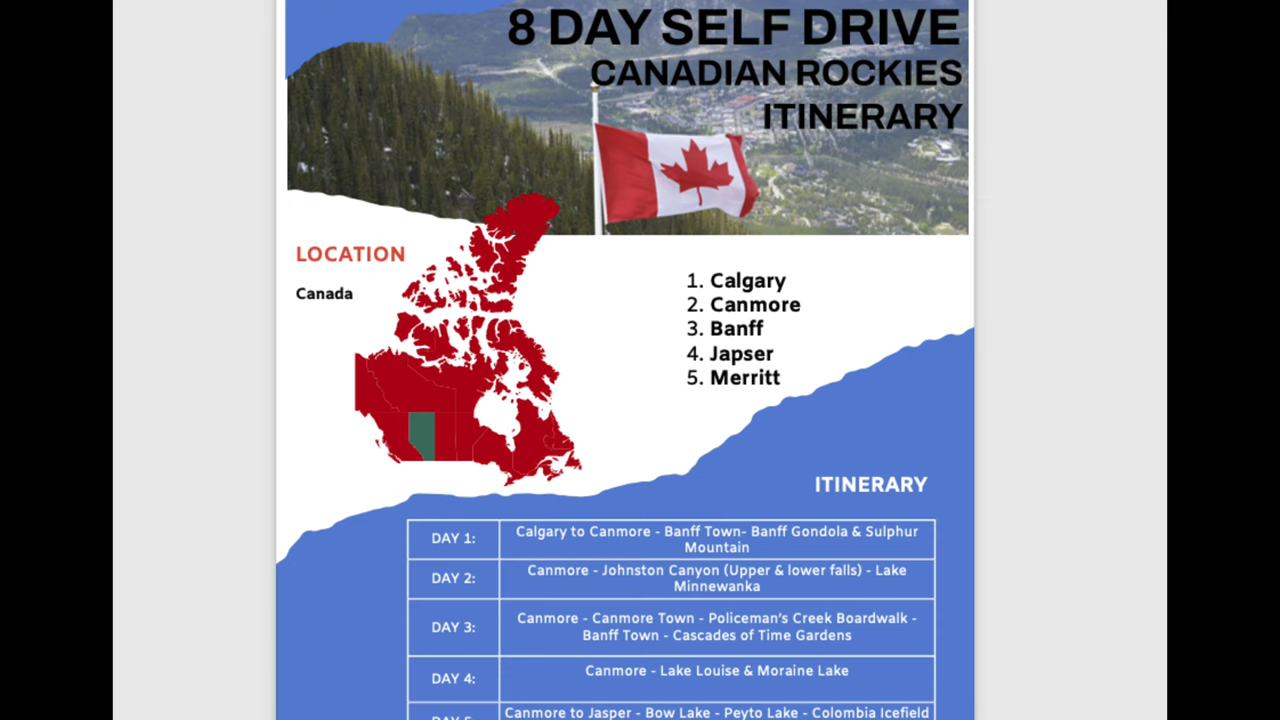 8 DAY SELF DRIVE
CANADIAN ROCKIES
ITINERARY
LOCATION
Canada
1. Calgary
2. Canmore
3. Banff
4. Japser
5. Merritt
ITINERARY
DAY 1:
Calgary to Canmore - Banff Town- Banff Gondola & Sulphur
Mountain
DAY 2:
Canmore - Johnston Canyon (Upper & lower falls) - Lake
Minnewanka
DAY 3:
Canmore - Canmore Town - Policeman's Creek Boardwalk -
Banff Town - Cascades of Time Gardens
DAY 4:
Canmore - Lake Louise & Moraine Lake
DAY 5:
Canmore to Jasper - Bow Lake - Peyto Lake - Colombia Icefield